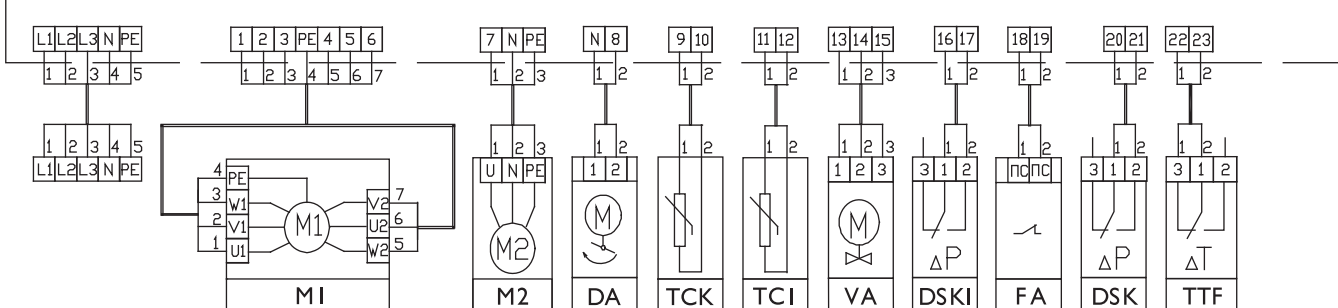 L1 L2 L3 N PE 1 2 3 PE 4 5 6 7 N PE N 8 9 10 11 12 13 14 15 16 17 18 19 20 21 22 23
1 2 3 4 5 1 2 3 4 5 6 7 1 2 3 1 2 1 2 1 2 1 2 3 1 2 1 2 1 2 1 2
1 2 3 4 5 1 2 3 1 2 1 2 1 2 1 2 3 1 2 1 2 1 2 1 2
L1 L2 L3 N PE 4 PE U N PE 1 2 1 2 3 3 1 2 ПС ПС 3 1 2 3 1 2
3 W1 V2 7
2 V1 M1 U2 6 M M
1 U1 W2 5 M2 ΔP ΔP ΔT
M1 M2 DA TCK TC1 VA DSK1 FA DSK TTF